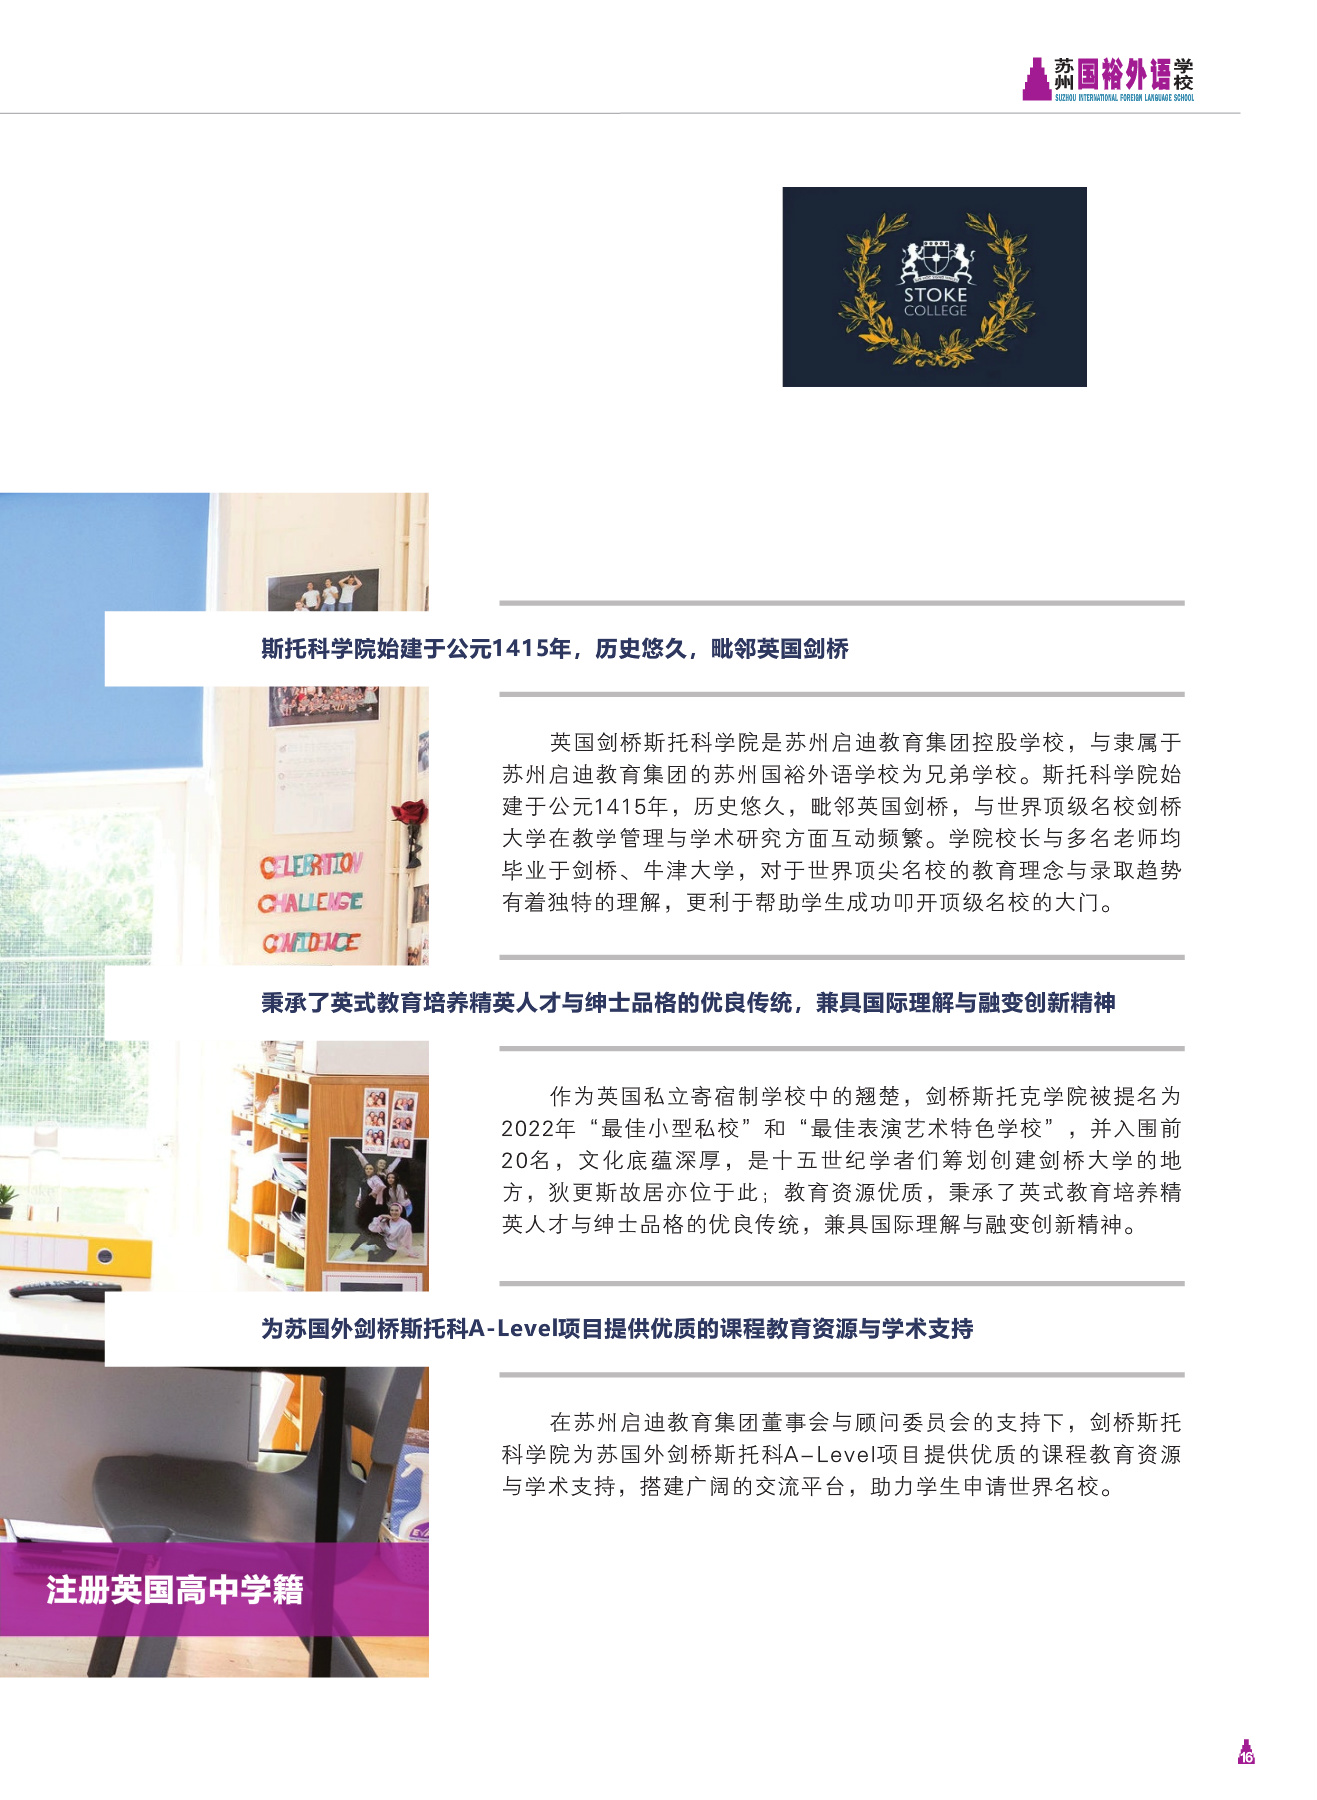 苏州国裕外语学校
SUZHOU INTERNATIONAL FOREIGN LANGUAGE SCHOOL
STOKE
COLLEGE
斯托科学院始建于公元1415年，历史悠久，毗邻英国剑桥
英国剑桥斯托科学院是苏州启迪教育集团控股学校，与隶属于
苏州启迪教育集团的苏州国裕外语学校为兄弟学校。斯托科学院始
建于公元1415年，历史悠久，毗邻英国剑桥，与世界顶级名校剑桥
大学在教学管理与学术研究方面互动频繁。学院校长与多名老师均
毕业于剑桥、牛津大学，对于世界顶尖名校的教育理念与录取趋势
有着独特的理解，更利于帮助学生成功叩开顶级名校的大门。
CELEBRATION
CHALLENGE
CONFIDENCE
秉承了英式教育培养精英人才与绅士品格的优良传统，兼具国际理解与融变创新精神
作为英国私立寄宿制学校中的翘楚，剑桥斯托克学院被提名为
2022年“最佳小型私校”和“最佳表演艺术特色学校”，并入围前
20名，文化底蕴深厚，是十五世纪学者们筹划创建剑桥大学的地
方，狄更斯故居亦位于此；教育资源优质，秉承了英式教育培养精
英人才与绅士品格的优良传统，兼具国际理解与融变创新精神。
为苏国外剑桥斯托科A-Level项目提供优质的课程教育资源与学术支持
在苏州启迪教育集团董事会与顾问委员会的支持下，剑桥斯托
科学院为苏国外剑桥斯托科A-Level项目提供优质的课程教育资源
与学术支持，搭建广阔的交流平台，助力学生申请世界名校。
注册英国高中学籍
16